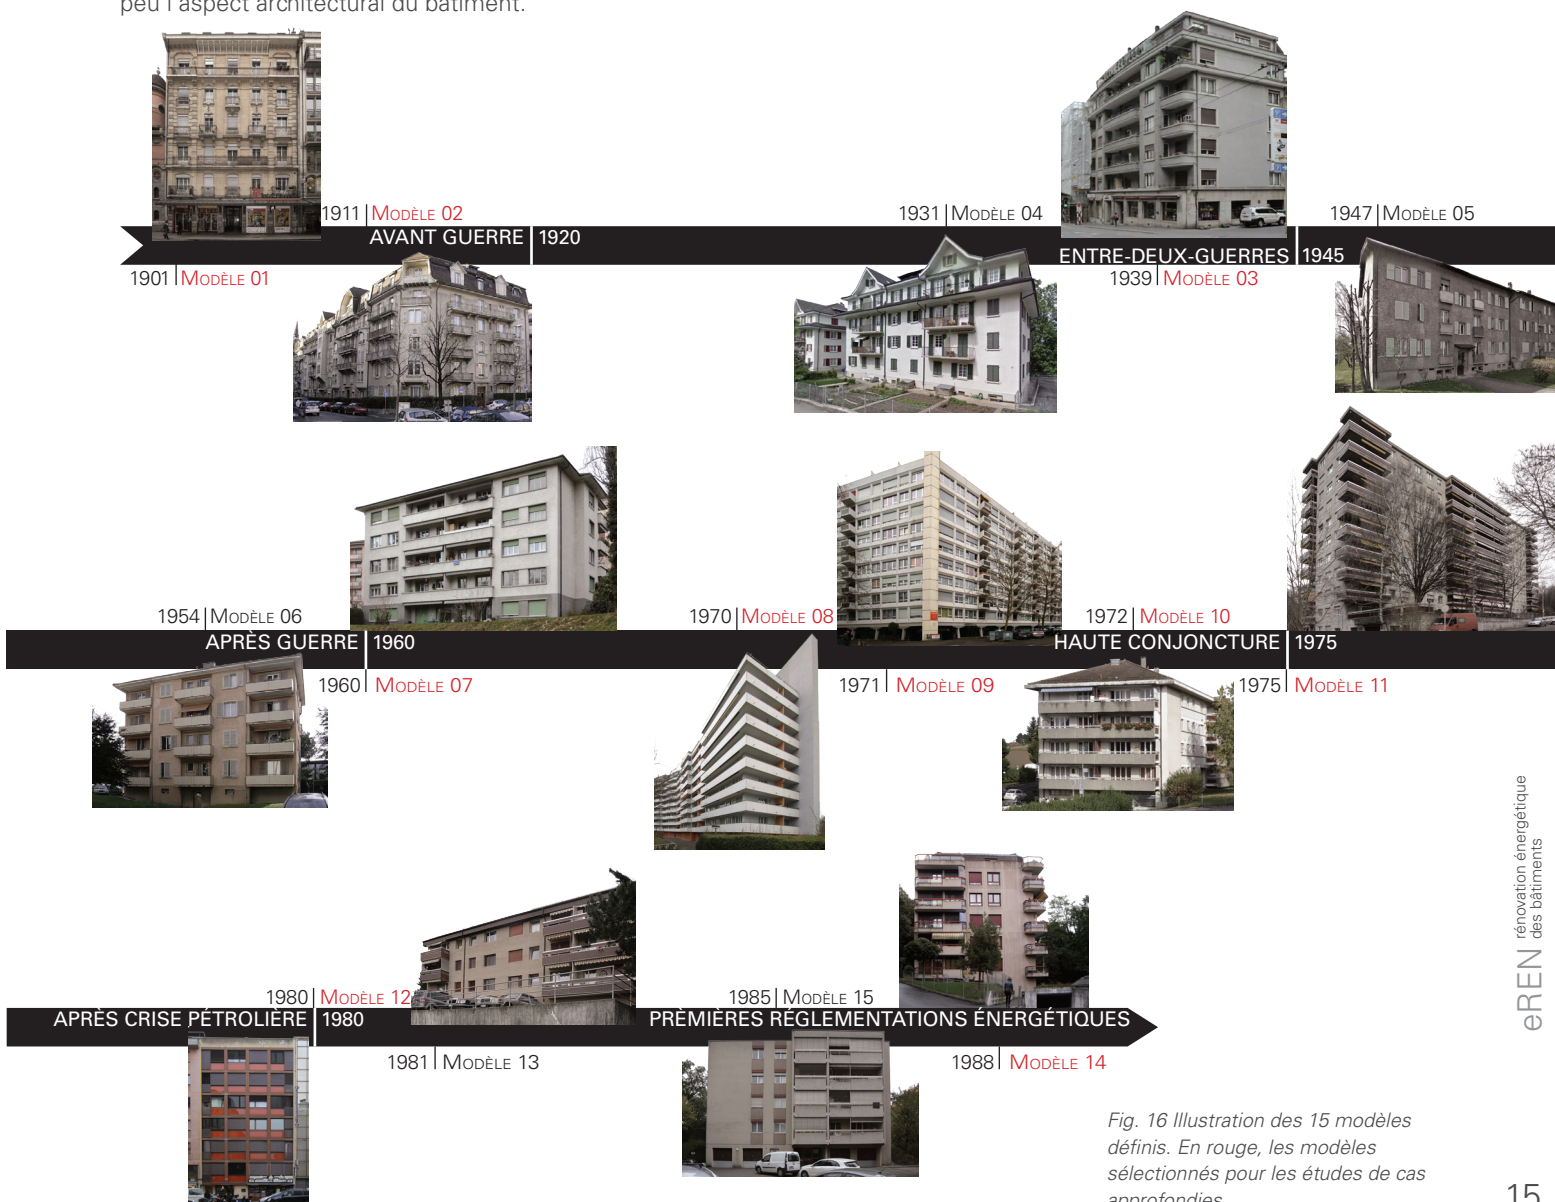 peu l'aspect architectural du bâtiment.
1911 Modèle 02
1931 Modèle 04
1947 Modèle 05
AVANT GUERRE 1920
ENTRE-DEUX-GUERRES 1945
1901 Modèle 01
1939 Modèle 03
1954 Modèle 06
1970 Modèle 08
1972 Modèle 10
APRÈS GUERRE 1960
HAUTE CONJONCTURE 1975
1960 Modèle 07
1971 Modèle 09
1975 Modèle 11
1980 Modèle 12
1985 Modèle 15
APRÈS CRISE PÉTROLIÈRE 1980
PRÈMIÈRES RÉGLEMENTATIONS ÉNERGÉTIQUES
1981 Modèle 13
1988 Modèle 14
eREN rénovation énergétique
des bâtiments
Fig. 16 Illustration des 15 modèles
définis. En rouge, les modèles
sélectionnés pour les études de cas
approfondies
15